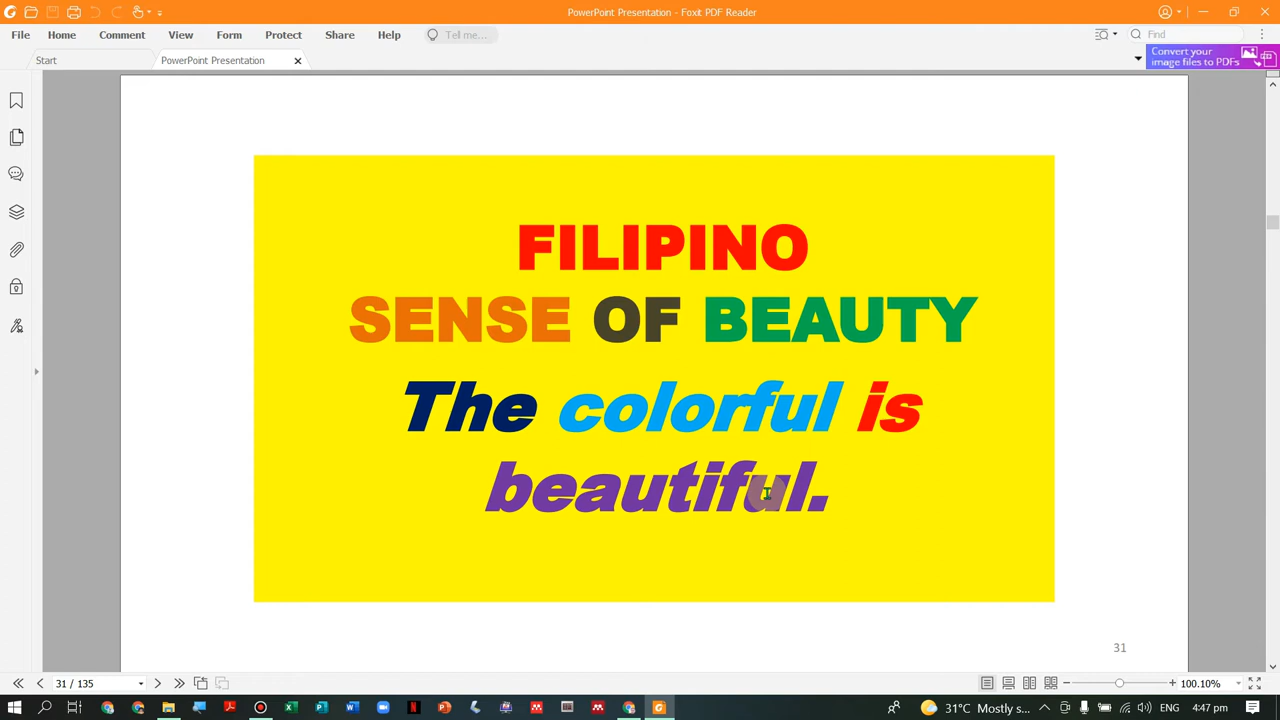 PowerPoint Presentation - Foxit PDF Reader
File Home Comment View Form Protect Share Help Tell me... Find
Start PowerPoint Presentation
Convert your
image files to PDFs
FILIPINO
SENSE OF BEAUTY
The colorful is
beautiful.
31
31 / 135 100.10%
31°C Mostly s... ENG 4:47 pm